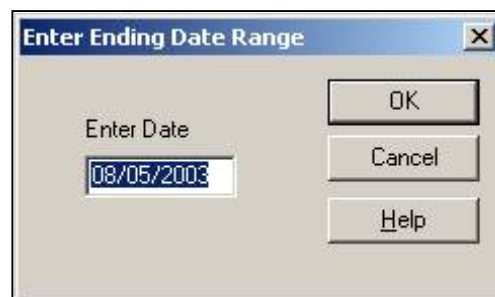 Enter Ending Date Range
OK
Enter Date
Cancel
08/05/2003
Help